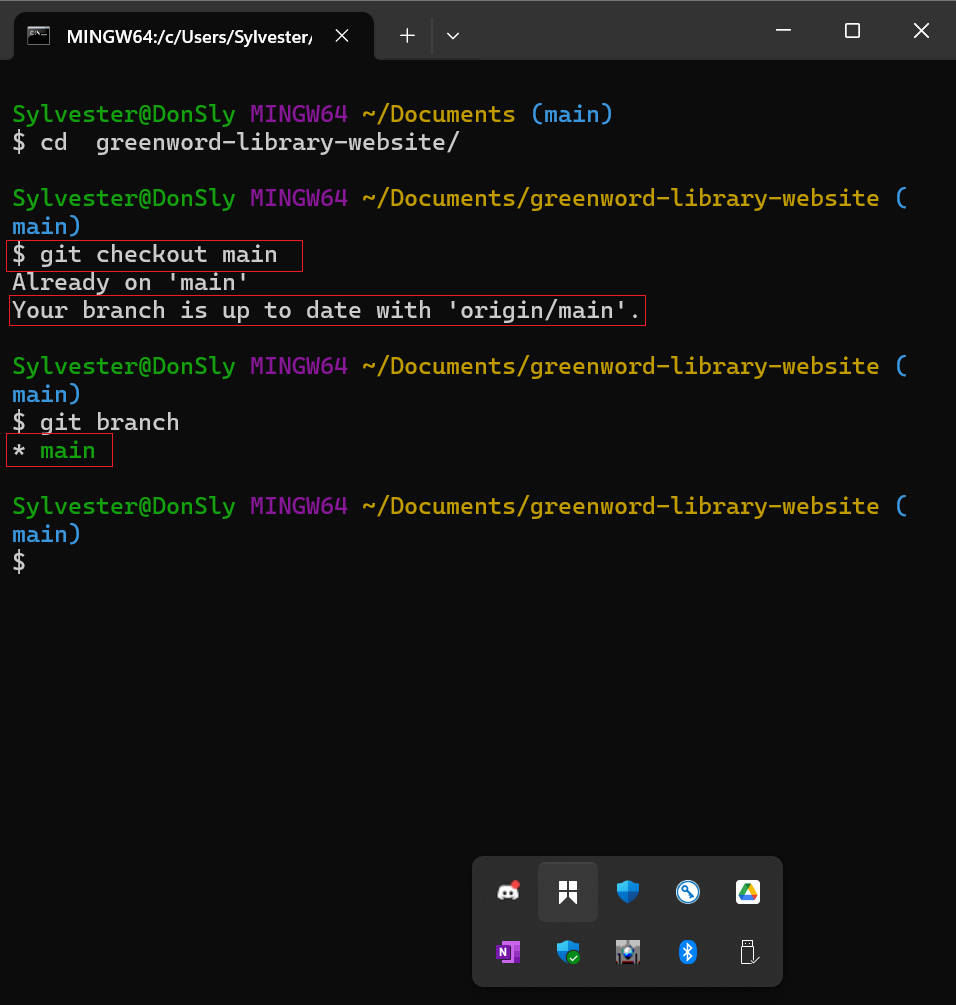 MINGW64:/c/Users/Sylvester/
Sylvester@DonSly MINGW64 ~/Documents (main)
$ cd  greenword-library-website/
Sylvester@DonSly MINGW64 ~/Documents/greenword-library-website (
main)
$ git checkout main
Already on 'main'
Your branch is up to date with 'origin/main'.
Sylvester@DonSly MINGW64 ~/Documents/greenword-library-website (
main)
$ git branch
* main
Sylvester@DonSly MINGW64 ~/Documents/greenword-library-website (
main)
$
N